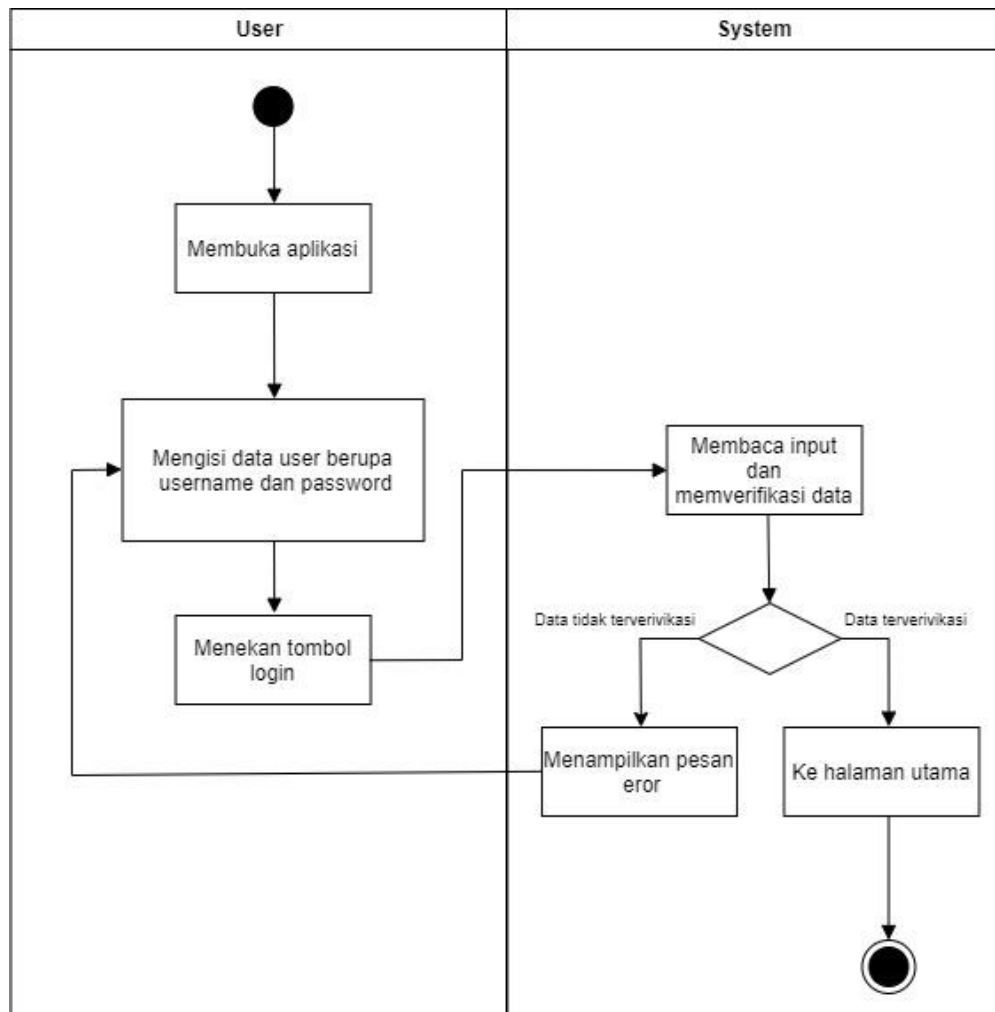 User
System
Membuka aplikasi
Mengisi data user berupa
username dan password
Menekan tombol
login
Membaca input
dan
memverifikasi data
Data tidak terverivikasi
Data terverivikasi
Menampilkan pesan
eror
Ke halaman utama